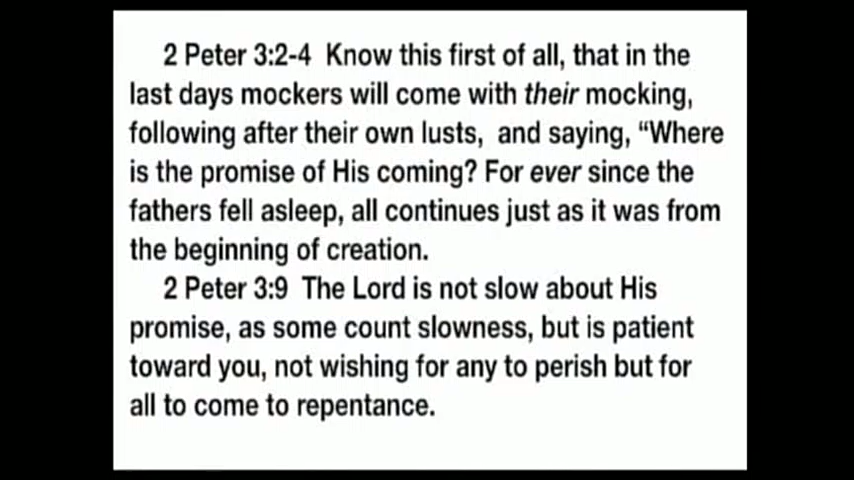 2 Peter 3:2-4 Know this first of all, that in the
last days mockers will come with their mocking,
following after their own lusts, and saying, “Where
is the promise of His coming? For ever since the
fathers fell asleep, all continues just as it was from
the beginning of creation.
2 Peter 3:9 The Lord is not slow about His
promise, as some count slowness, but is patient
toward you, not wishing for any to perish but for
all to come to repentance.